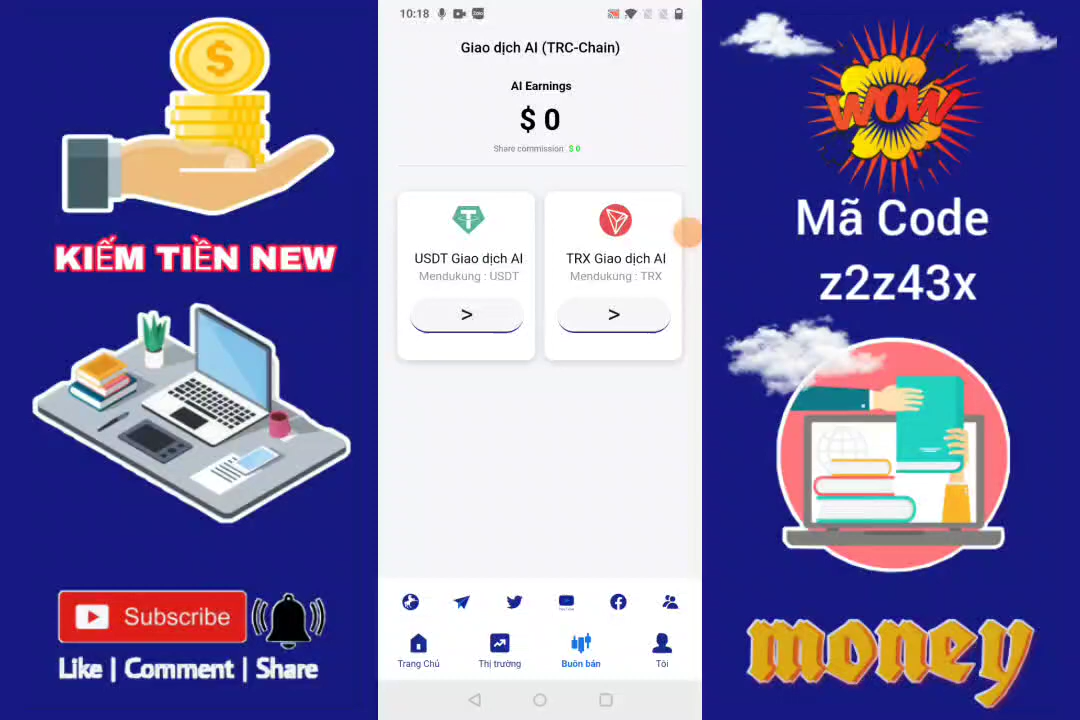 KIẾM TIỀN NEW
Subscribe
Like | Comment | Share
10:18
Giao dịch AI (TRC-Chain)
AI Earnings
$ 0
Share commission $ 0
USDT Giao dịch AI
Mendukung : USDT
>
TRX Giao dịch AI
Mendukung : TRX
>
Trang Chủ
Thị trường
Buôn bán
Tôi
WOW
Mã Code
z2z43x
money